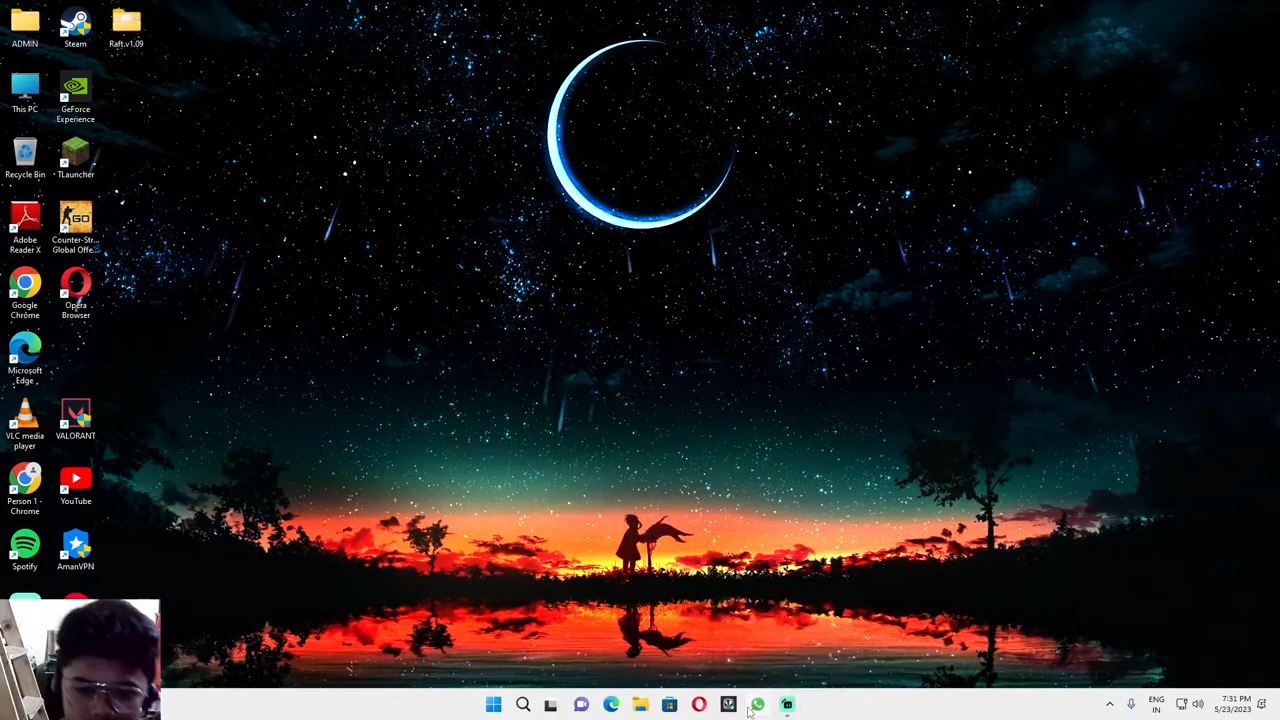 ADMIN
Steam
Raft.v1.09
This PC
GeForce
Experience
Recycle Bin
TLauncher
Adobe
Reader X
GO
Counter-Str...
Global Offe...
Google
Chrome
Opera
Browser
Microsoft
Edge
VLC media
player
VALORANT
Person 1 -
Chrome
YouTube
Spotify
AmanVPN
ENG
IN
7:31 PM
5/23/2023